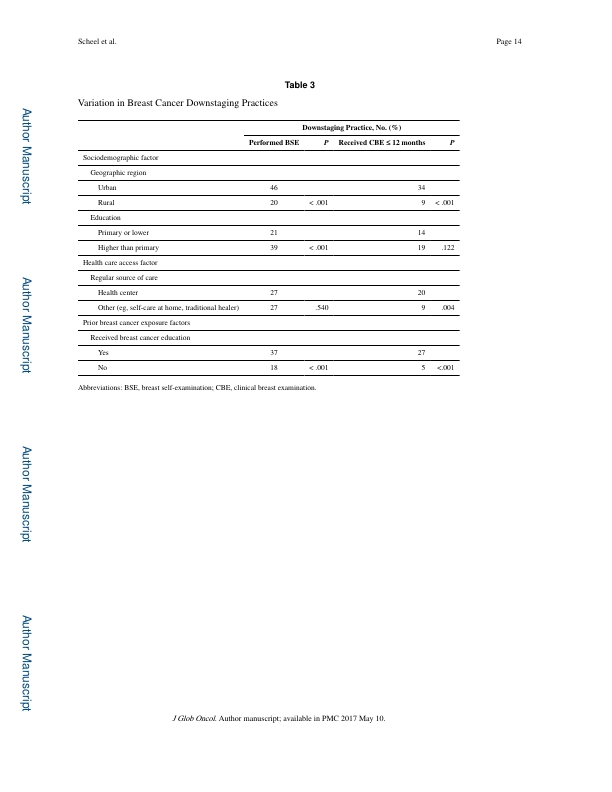 Scheel et al. Page 14
Table 3
Variation in Breast Cancer Downstaging Practices
Downstaging Practice, No. (%)
Performed BSE P Received CBE ≤ 12 months P
Sociodemographic factor
Geographic region
Urban 46 34
Rural 20 < .001 9 < .001
Education
Primary or lower 21 14
Higher than primary 39 < .001 19 .122
Health care access factor
Regular source of care
Health center 27 20
Other (eg, self-care at home, traditional healer) 27 .540 9 .004
Prior breast cancer exposure factors
Received breast cancer education
Yes 37 27
No 18 < .001 5 <.001
Abbreviations: BSE, breast self-examination; CBE, clinical breast examination.
J Glob Oncol. Author manuscript; available in PMC 2017 May 10.
Author Manuscript
Author Manuscript
Author Manuscript
Author Manuscript